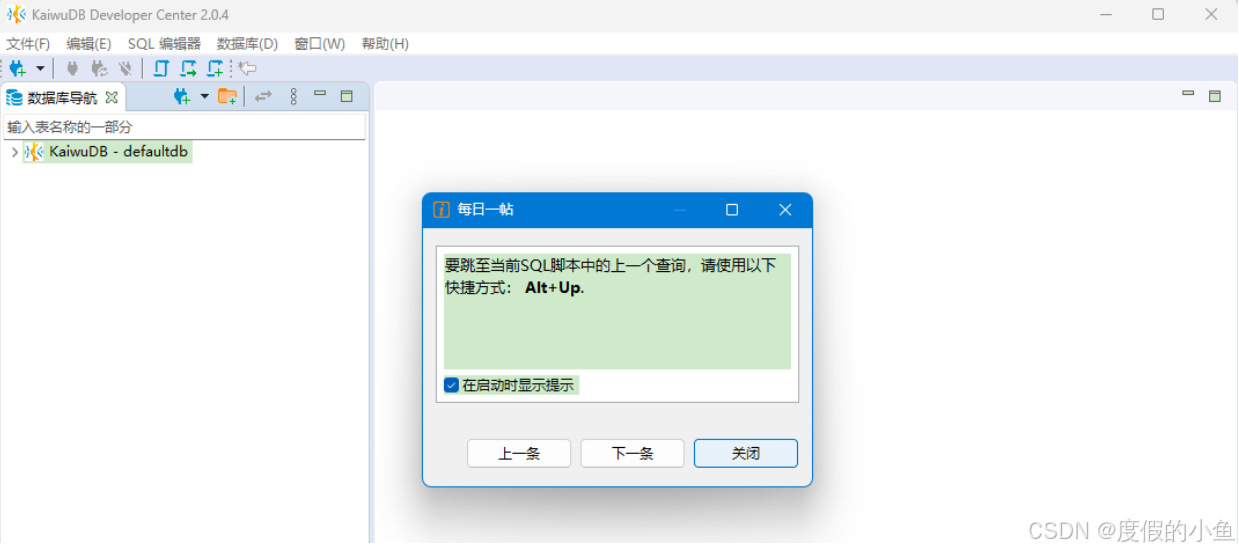 KaiwuDB Developer Center 2.0.4
文件(F) 编辑(E) SQL 编辑器 数据库(D) 窗口(W) 帮助(H)
数据库导航
输入表名称的一部分
KaiwuDB - defaultdb
每日一帖
要跳至当前SQL脚本中的上一个查询，请使用以下
快捷方式： Alt+Up.
在启动时显示提示
上一条 下一条 关闭
CSDN @度假的小鱼